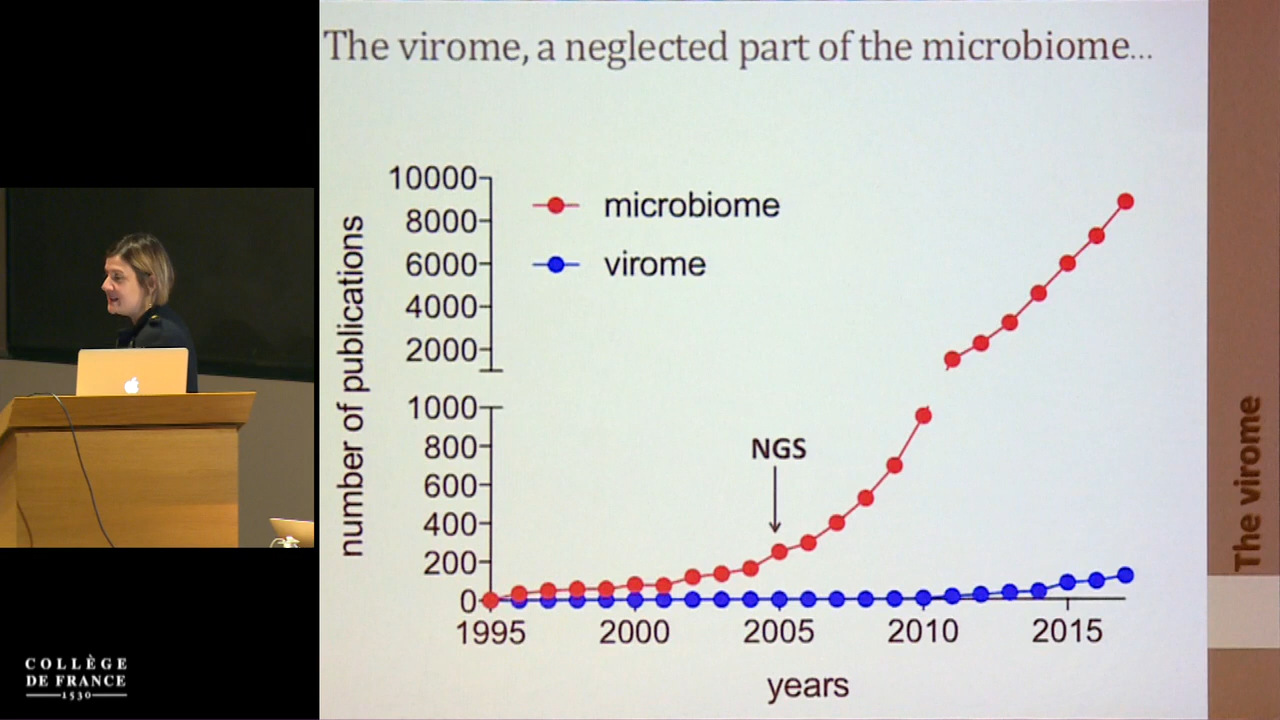 The virome, a neglected part of the microbiome...
number of publications
10000
8000
6000
4000
2000
1000
800
600
400
200
0
microbiome
virome
NGS
1995
2000
2005
2010
2015
years
The virome
COLLÈGE
DE FRANCE
1530